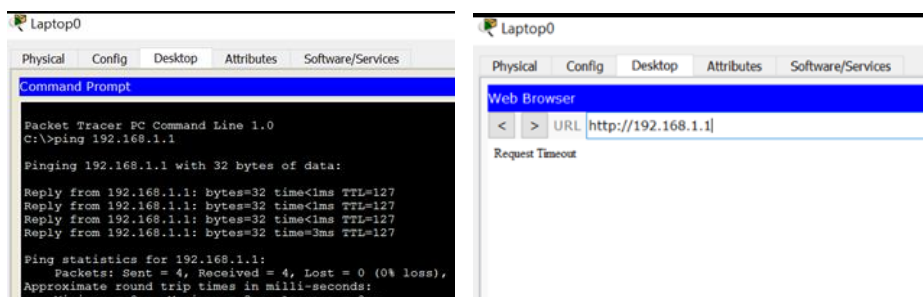 Laptop0
Physical Config Desktop Attributes Software/Services
Command Prompt
Packet Tracer PC Command Line 1.0
C:\>ping 192.168.1.1
Pinging 192.168.1.1 with 32 bytes of data:
Reply from 192.168.1.1: bytes=32 time<1ms TTL=127
Reply from 192.168.1.1: bytes=32 time<1ms TTL=127
Reply from 192.168.1.1: bytes=32 time<1ms TTL=127
Reply from 192.168.1.1: bytes=32 time=3ms TTL=127
Ping statistics for 192.168.1.1:
Packets: Sent = 4, Received = 4, Lost = 0 (0% loss),
Approximate round trip times in milli-seconds:
Laptop0
Physical Config Desktop Attributes Software/Services
Web Browser
< > URL http://192.168.1.1
Request Timeout